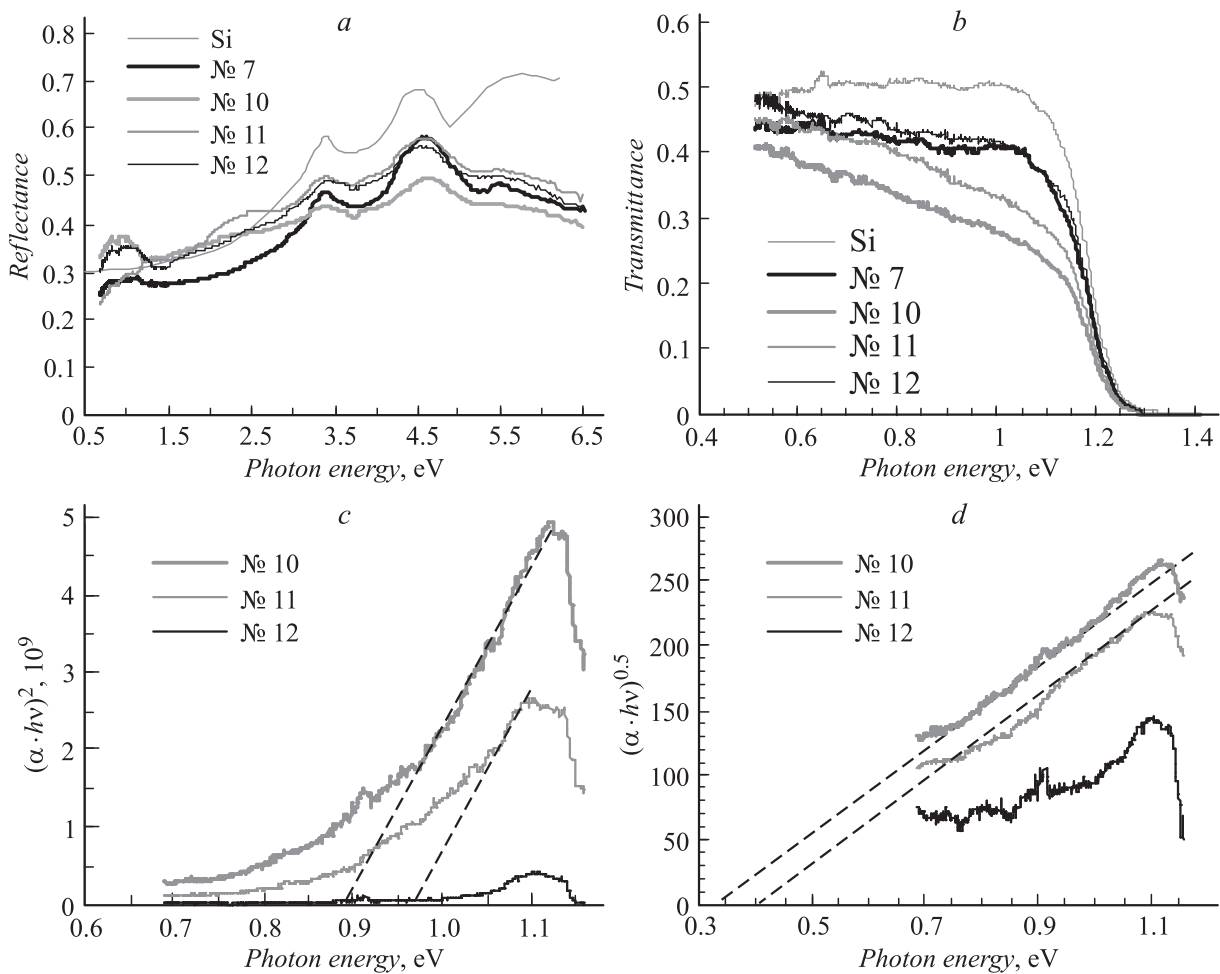 a
0.8
0.7
0.6
0.5
0.4
0.3
0.2
0.1
0
Reflectance
Si
№ 7
№ 10
№ 11
№ 12
0.5 1.5 2.5 3.5 4.5 5.5 6.5
Photon energy, eV
b
0.6
0.5
0.4
0.3
0.2
0.1
0
Transmittance
Si
№ 7
№ 10
№ 11
№ 12
0.4 0.6 0.8 1 1.2 1.4
Photon energy, eV
c
5
4
3
2
1
0
(α · hν)², 10⁹
№ 10
№ 11
№ 12
0.6 0.7 0.8 0.9 1.0 1.1
Photon energy, eV
d
300
250
200
150
100
50
0
(α · hν)⁰·⁵
№ 10
№ 11
№ 12
0.3 0.5 0.7 0.9 1.1
Photon energy, eV